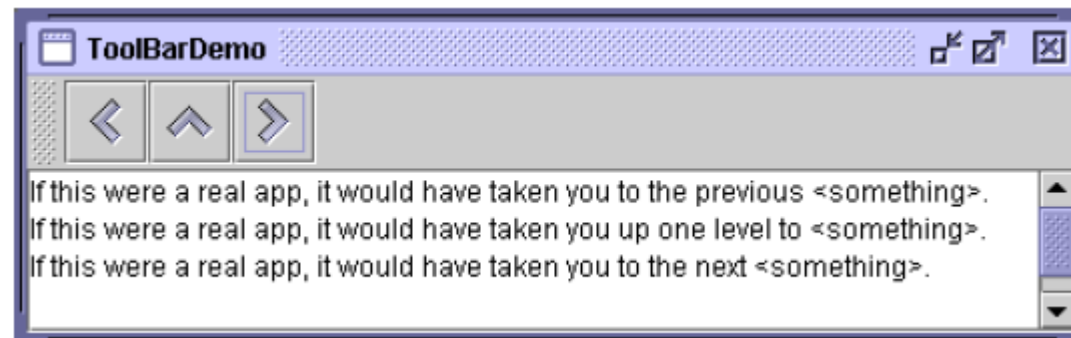 ToolBarDemo
If this were a real app, it would have taken you to the previous <something>.
If this were a real app, it would have taken you up one level to <something>.
If this were a real app, it would have taken you to the next <something>.